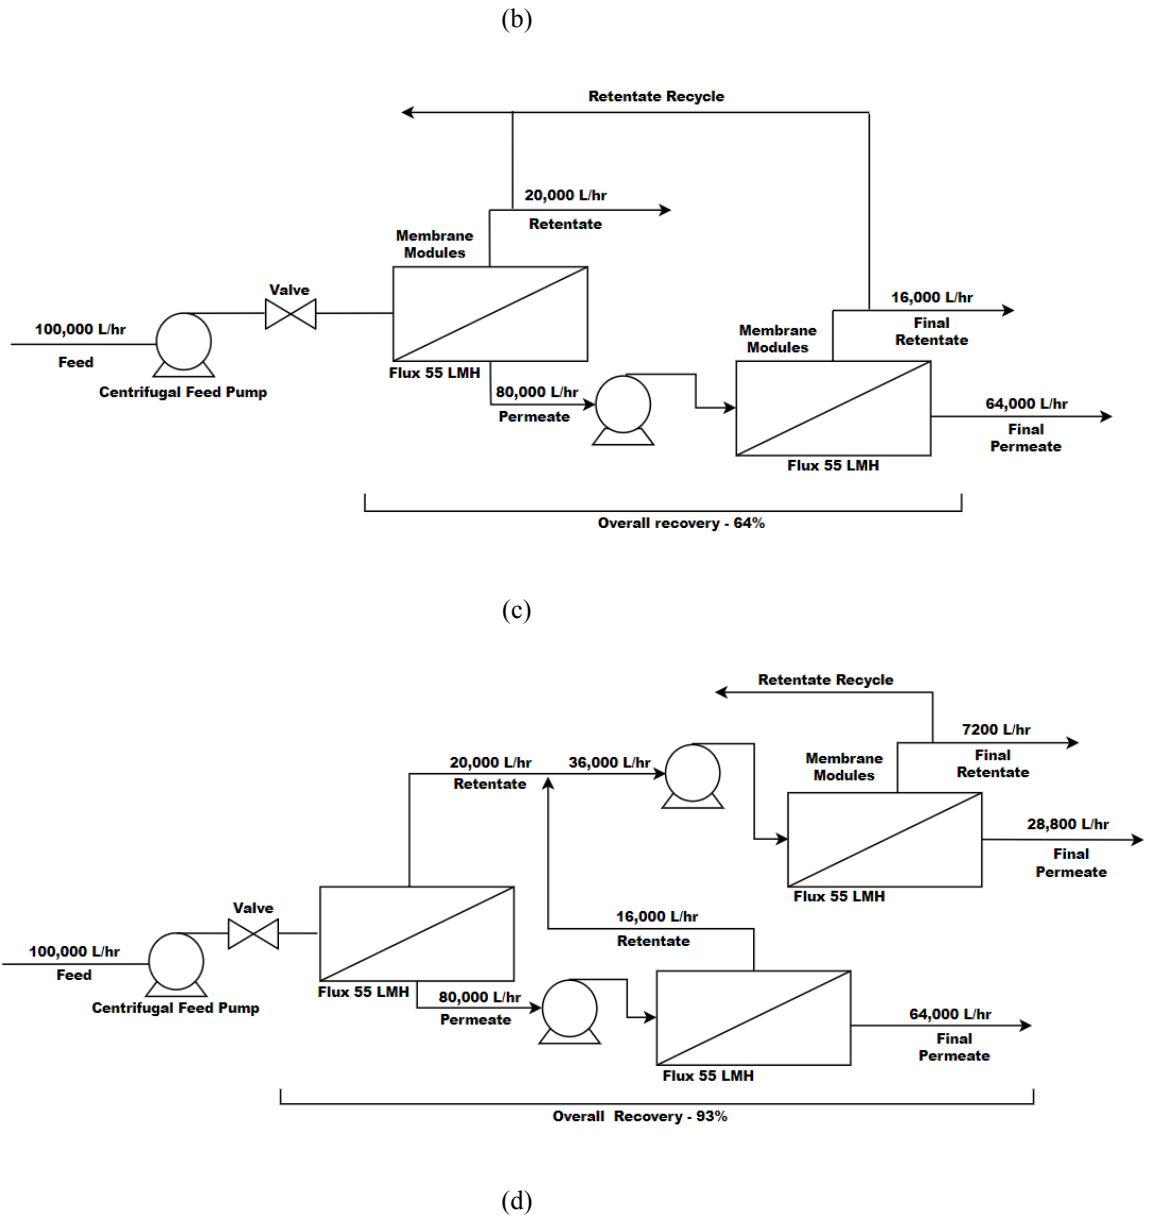 (b)
Retentate Recycle
20,000 L/hr
Retentate
Membrane
Modules
Valve
100,000 L/hr
Feed
Centrifugal Feed Pump
Flux 55 LMH
80,000 L/hr
Permeate
Membrane
Modules
16,000 L/hr
Final
Retentate
64,000 L/hr
Final
Permeate
Flux 55 LMH
Overall recovery - 64%
(c)
Retentate Recycle
20,000 L/hr
Retentate
36,000 L/hr
Membrane
Modules
7200 L/hr
Final
Retentate
28,800 L/hr
Final
Permeate
Flux 55 LMH
Valve
100,000 L/hr
Feed
Centrifugal Feed Pump
Flux 55 LMH
16,000 L/hr
Retentate
80,000 L/hr
Permeate
64,000 L/hr
Final
Permeate
Flux 55 LMH
Overall Recovery - 93%
(d)